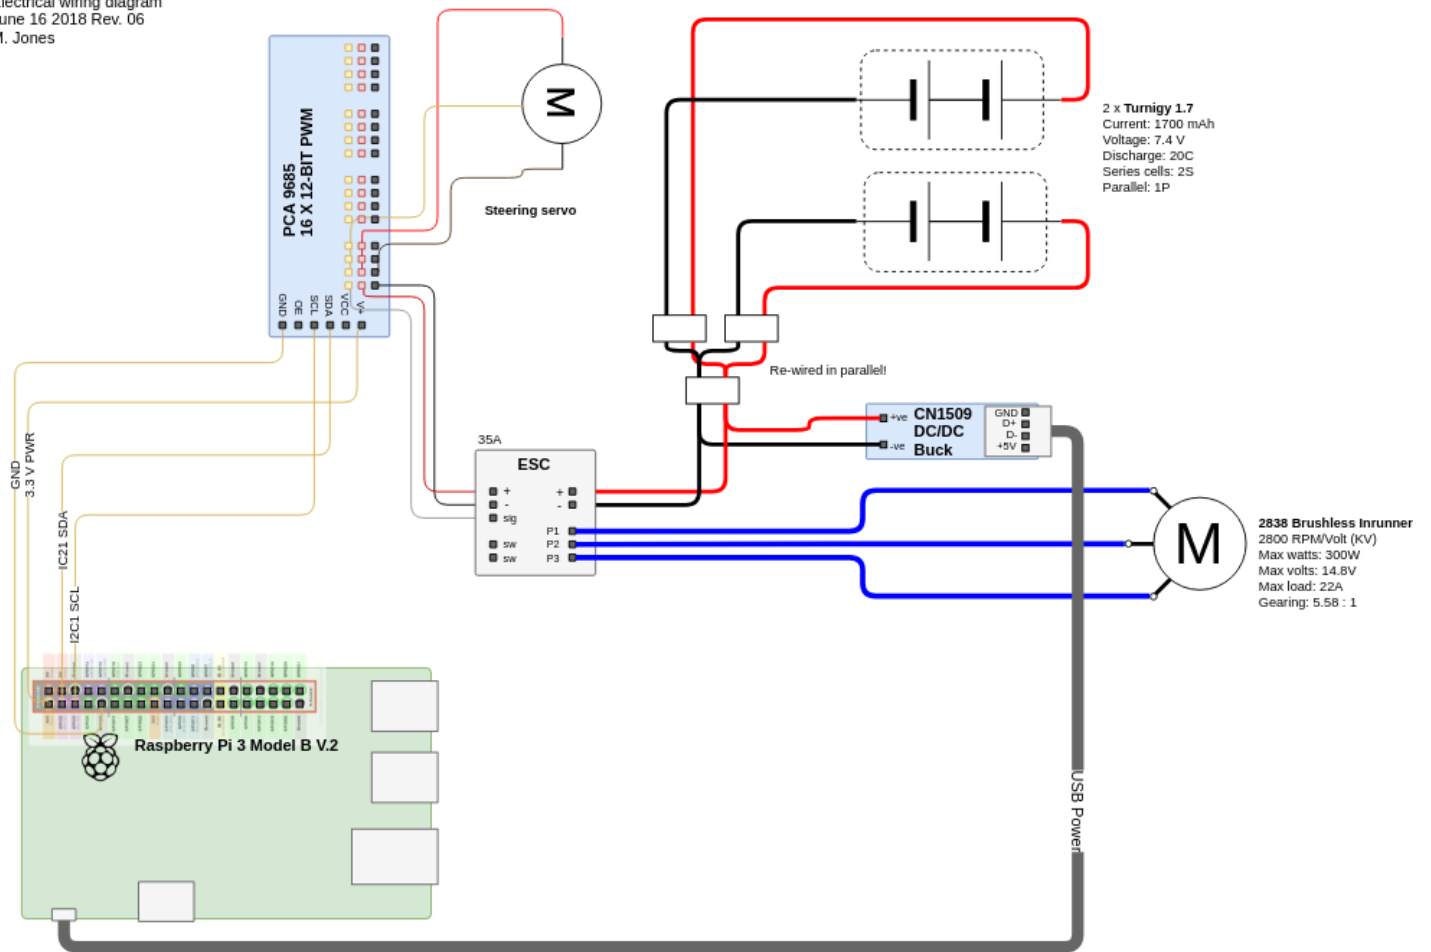 une 16 2018 Rev. 06
M. Jones
PCA 9685
16 X 12-BIT PWM
GND
OE
SCL
SDA
VCC
V+
M
Steering servo
2 x Turnigy 1.7
Current: 1700 mAh
Voltage: 7.4 V
Discharge: 20C
Series cells: 2S
Parallel: 1P
Re-wired in parallel!
+ve
-ve
CN1509
DC/DC
Buck
GND
D+
D-
+5V
35A
ESC
+
-
sig
sw
sw
+
-
P1
P2
P3
M
2838 Brushless Inrunner
2800 RPM/Volt (KV)
Max watts: 300W
Max volts: 14.8V
Max load: 22A
Gearing: 5.58 : 1
GND
3.3 V PWR
IC21 SDA
I2C1 SCL
Raspberry Pi 3 Model B V.2
USB Power